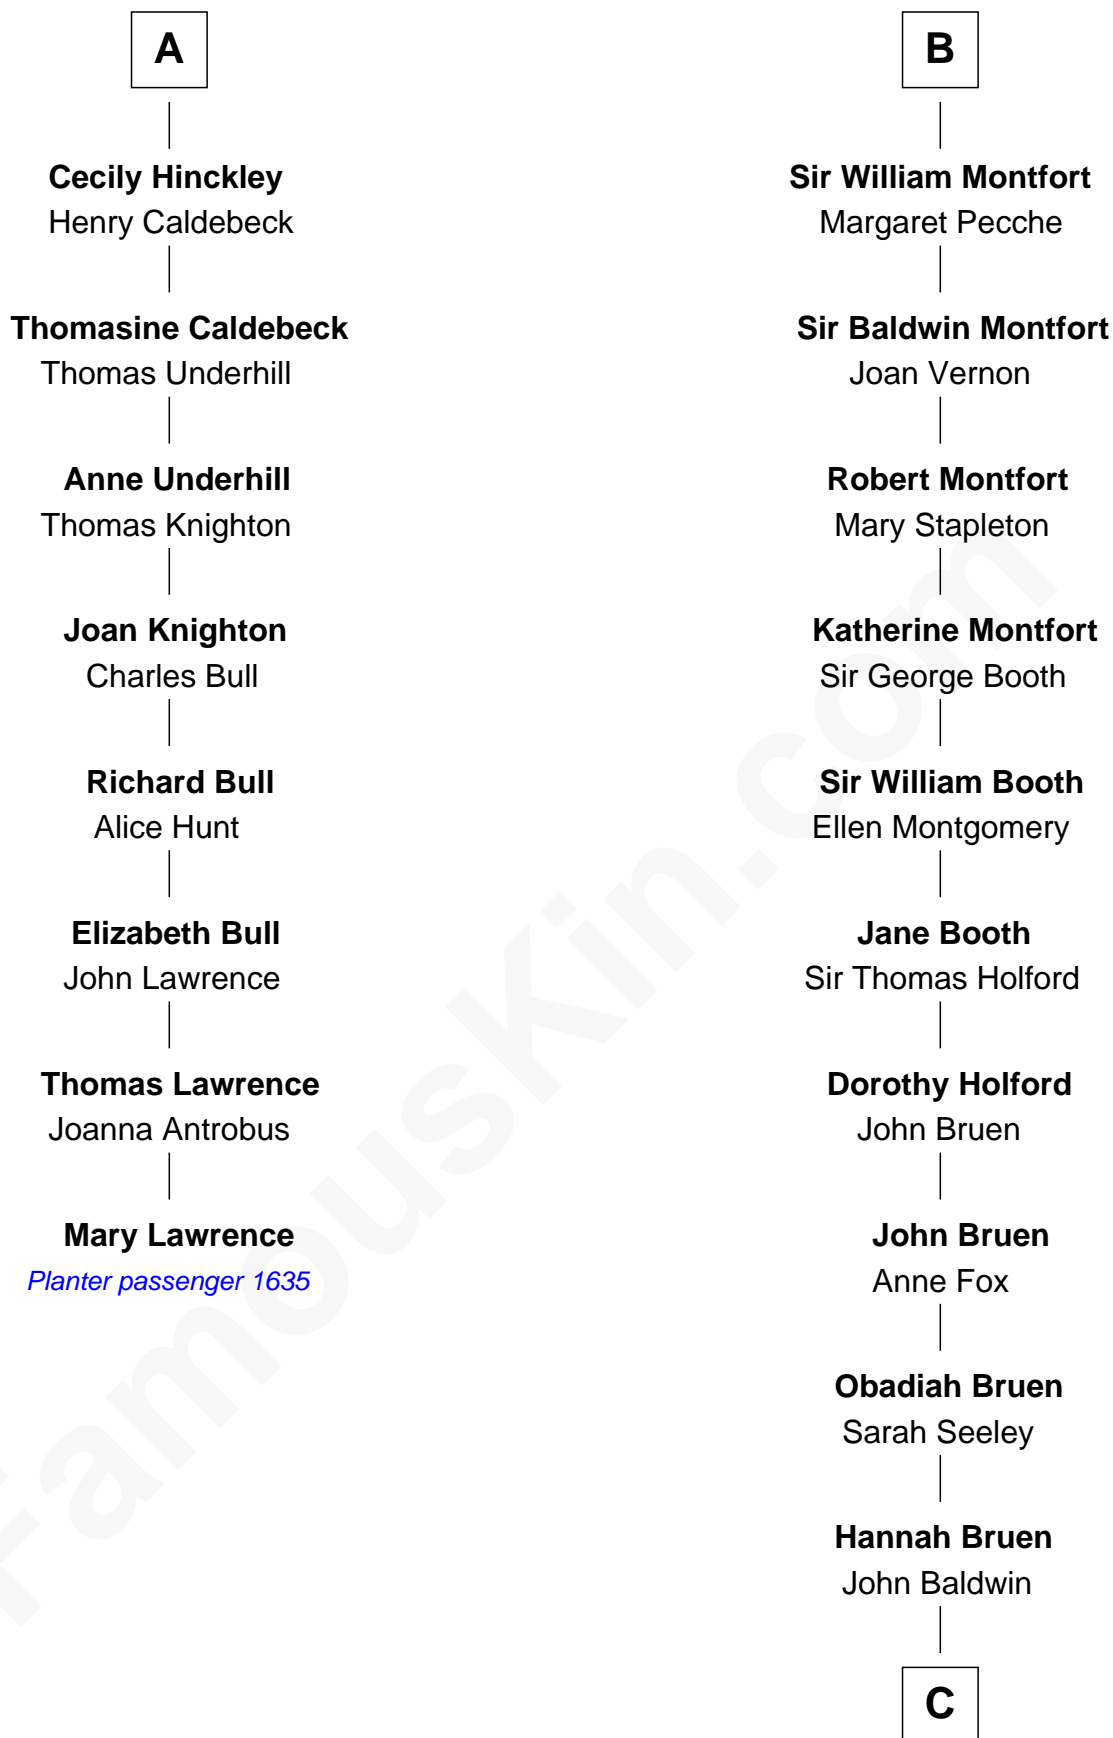 A
Cecily Hinckley
Henry Caldebeck
Thomasine Caldebeck
Thomas Underhill
Anne Underhill
Thomas Knighton
Joan Knighton
Charles Bull
Richard Bull
Alice Hunt
Elizabeth Bull
John Lawrence
Thomas Lawrence
Joanna Antrobus
Mary Lawrence
Planter passenger 1635
B
Sir William Montfort
Margaret Pecche
Sir Baldwin Montfort
Joan Vernon
Robert Montfort
Mary Stapleton
Katherine Montfort
Sir George Booth
Sir William Booth
Ellen Montgomery
Jane Booth
Sir Thomas Holford
Dorothy Holford
John Bruen
John Bruen
Anne Fox
Obadiah Bruen
Sarah Seeley
Hannah Bruen
John Baldwin
C
FamousKin.com